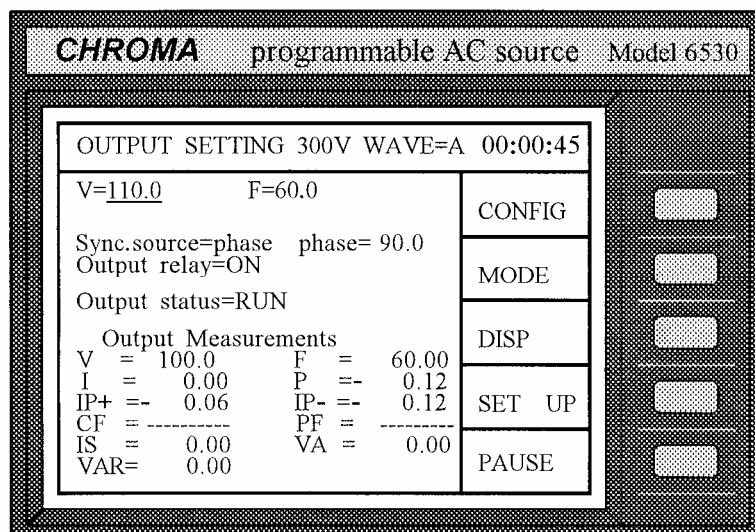 CHROMA programmable AC source Model 6530
OUTPUT SETTING 300V WAVE=A 00:00:45
V=110.0 F=60.0
Sync.source=phase phase= 90.0
Output relay=ON
Output status=RUN
Output Measurements
V = 100.0 F = 60.00
I = 0.00 P =- 0.12
IP+ =- 0.06 IP- =- 0.12
CF = ---------- PF = ---------
IS = 0.00 VA = 0.00
VAR= 0.00
CONFIG
MODE
DISP
SET UP
PAUSE